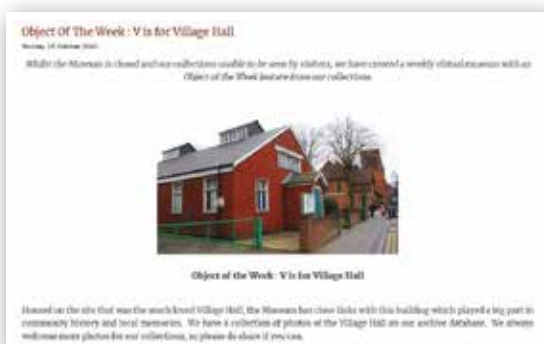 Object Of The Week : V is for Village Hall
October
Whilst the Museum is closed and our collections unable to be seen by visitors, we have created a weekly virtual museum with an
Object of the Week feature from our collections.
Object of the Week : V is for Village Hall
Housed on the site that was the much loved Village Hall, the Museum has close links with this building which played a big part in
community history and local memories. We have a collection of photos of the Village Hall on our archive database. We always
welcome more photos for our collections, so please do share if you can.